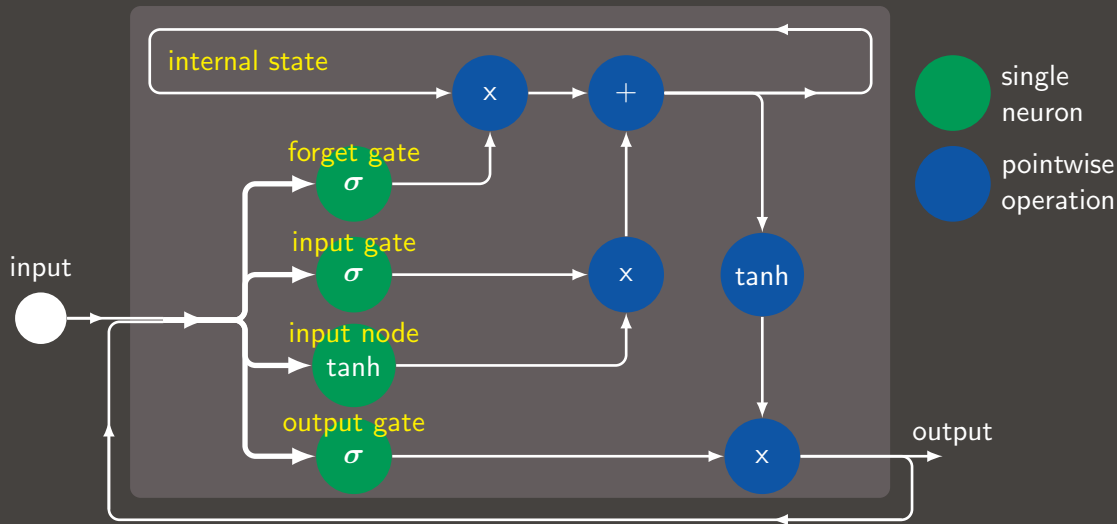 internal state
x
+
single
neuron
forget gate
σ
pointwise
operation
input gate
σ
x
tanh
input
input node
tanh
output gate
σ
x
output